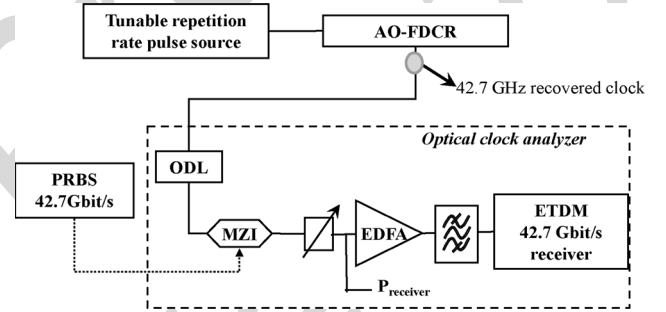 Tunable repetition
rate pulse source
AO-FDCR
42.7 GHz recovered clock
Optical clock analyzer
ODL
PRBS
42.7Gbit/s
MZI
EDFA
ETDM
42.7 Gbit/s
receiver
Preceiver